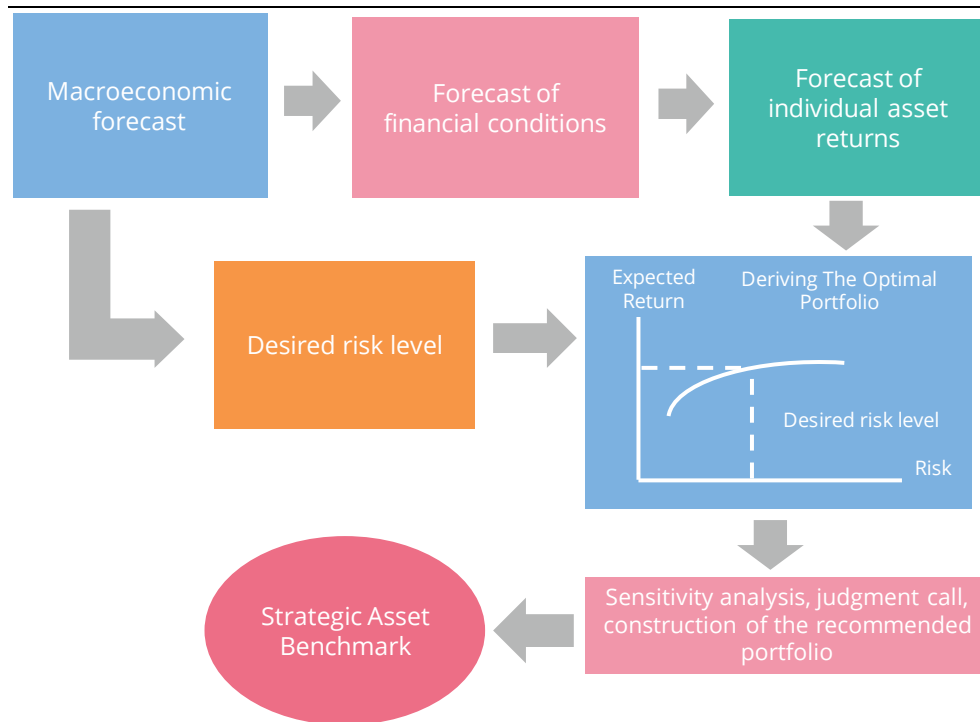 Macroeconomic
forecast
Forecast of
financial conditions
Forecast of
individual asset
returns
Desired risk level
Expected
Return
Deriving The Optimal
Portfolio
Desired risk level
Risk
Sensitivity analysis, judgment call,
construction of the recommended
portfolio
Strategic Asset
Benchmark